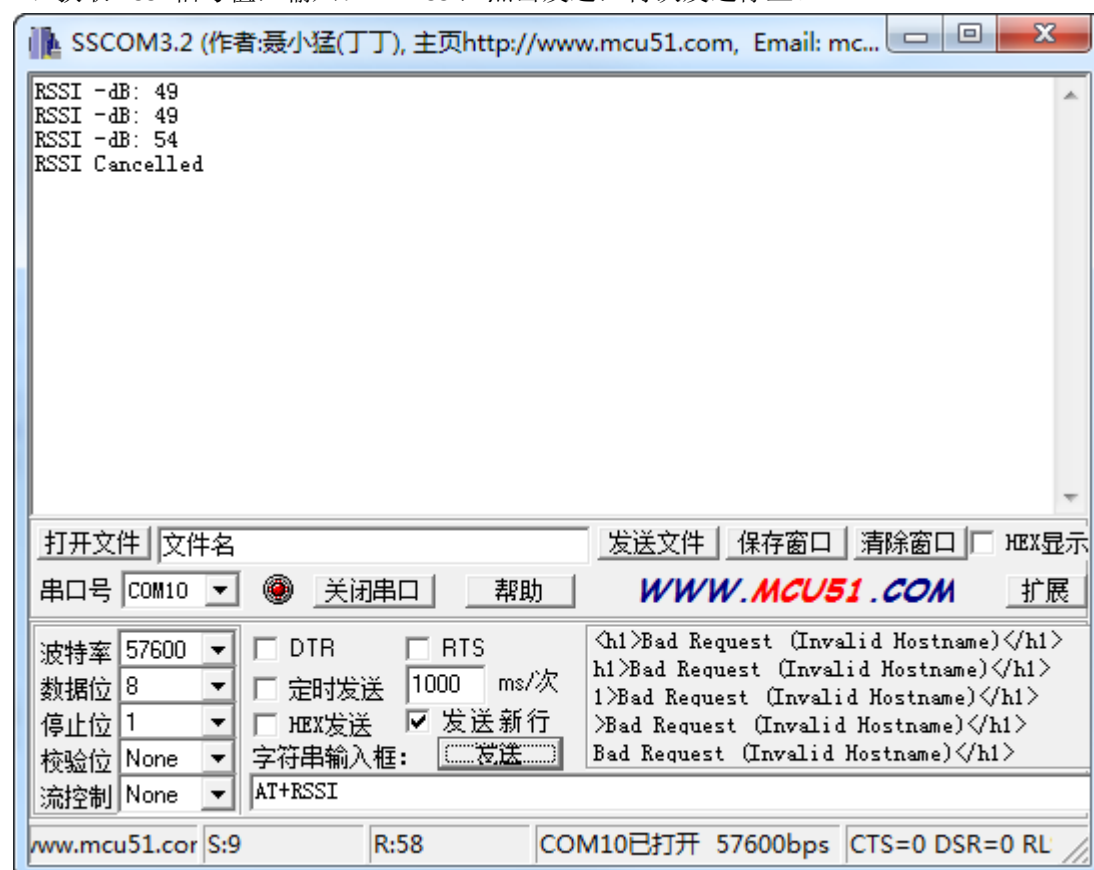 SSCOM3.2 (作者:聂小猛(丁丁), 主页http://www.mcu51.com, Email: mc...
RSSI -dB: 49
RSSI -dB: 49
RSSI -dB: 54
RSSI Cancelled
打开文件 文件名 发送文件 保存窗口 清除窗口 HEX显示
串口号 COM10 关闭串口 帮助 WWW.MCU51.COM 扩展
波特率 57600 DTR RTS
数据位 8 定时发送 1000 ms/次
停止位 1 HEX发送 发送新行
校验位 None 字符串输入框: 发送
流控制 None AT+RSSI
<h1>Bad Request (Invalid Hostname)</h1>
h1>Bad Request (Invalid Hostname)</h1>
1>Bad Request (Invalid Hostname)</h1>
>Bad Request (Invalid Hostname)</h1>
Bad Request (Invalid Hostname)</h1>
www.mcu51.cor S:9 R:58 COM10已打开 57600bps CTS=0 DSR=0 RL